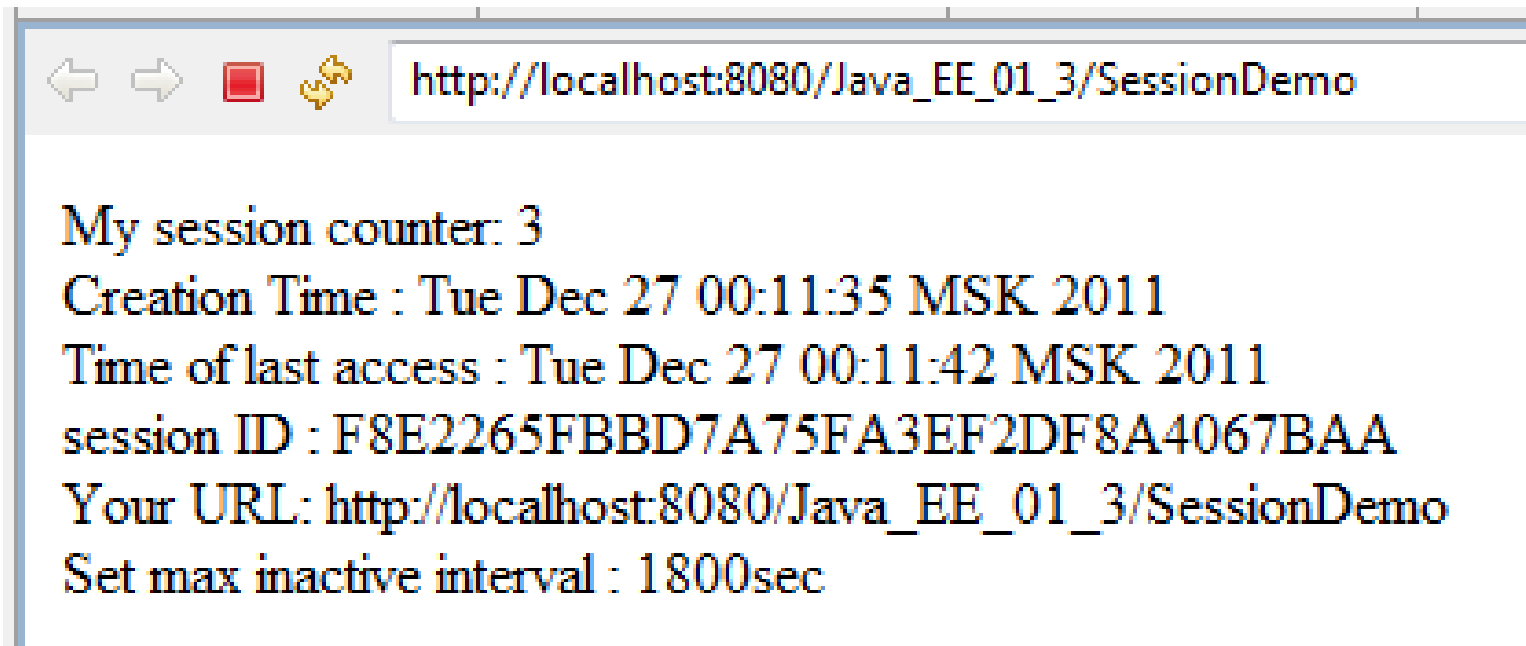 http://localhost:8080/Java_EE_01_3/SessionDemo
My session counter: 3
Creation Time : Tue Dec 27 00:11:35 MSK 2011
Time of last access : Tue Dec 27 00:11:42 MSK 2011
session ID : F8E2265FBBD7A75FA3EF2DF8A4067BAA
Your URL: http://localhost:8080/Java_EE_01_3/SessionDemo
Set max inactive interval : 1800sec